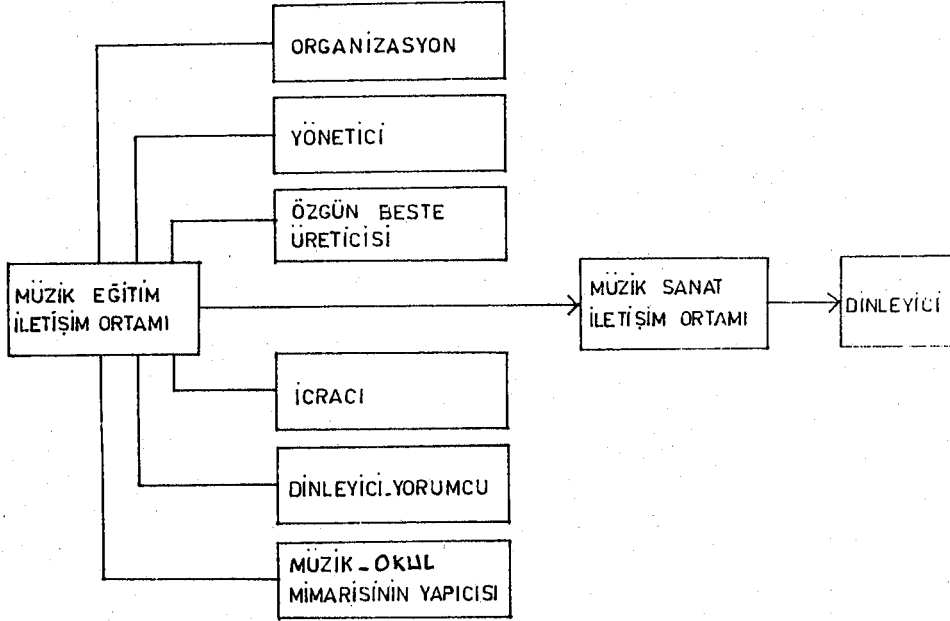 ORGANİZASYON
YÖNETİCİ
ÖZGÜN BESTE
ÜRETİCİSİ
MÜZİK EĞİTİM
İLETİŞİM ORTAMI
MÜZİK SANAT
İLETİŞİM ORTAMI
DİNLEYİCİ
İCRACI
DİNLEYİCİ-YORUMCU
MÜZİK-OKUL
MİMARİSİNİN YAPICISI